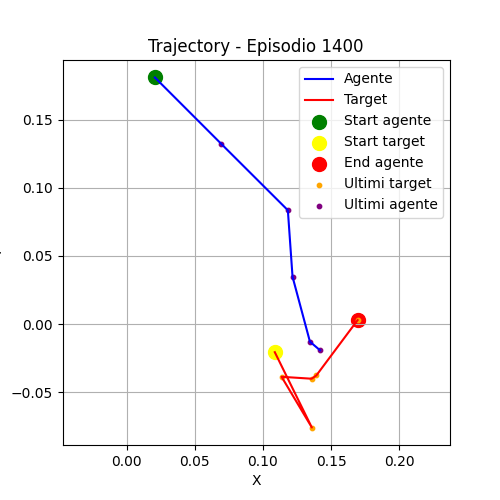 Trajectory - Episodio 1400
Agente
Target
Start agente
Start target
End agente
Ultimi target
Ultimi agente
0.15
0.10
0.05
0.00
−0.05
0.00
0.05
0.10
0.15
0.20
X